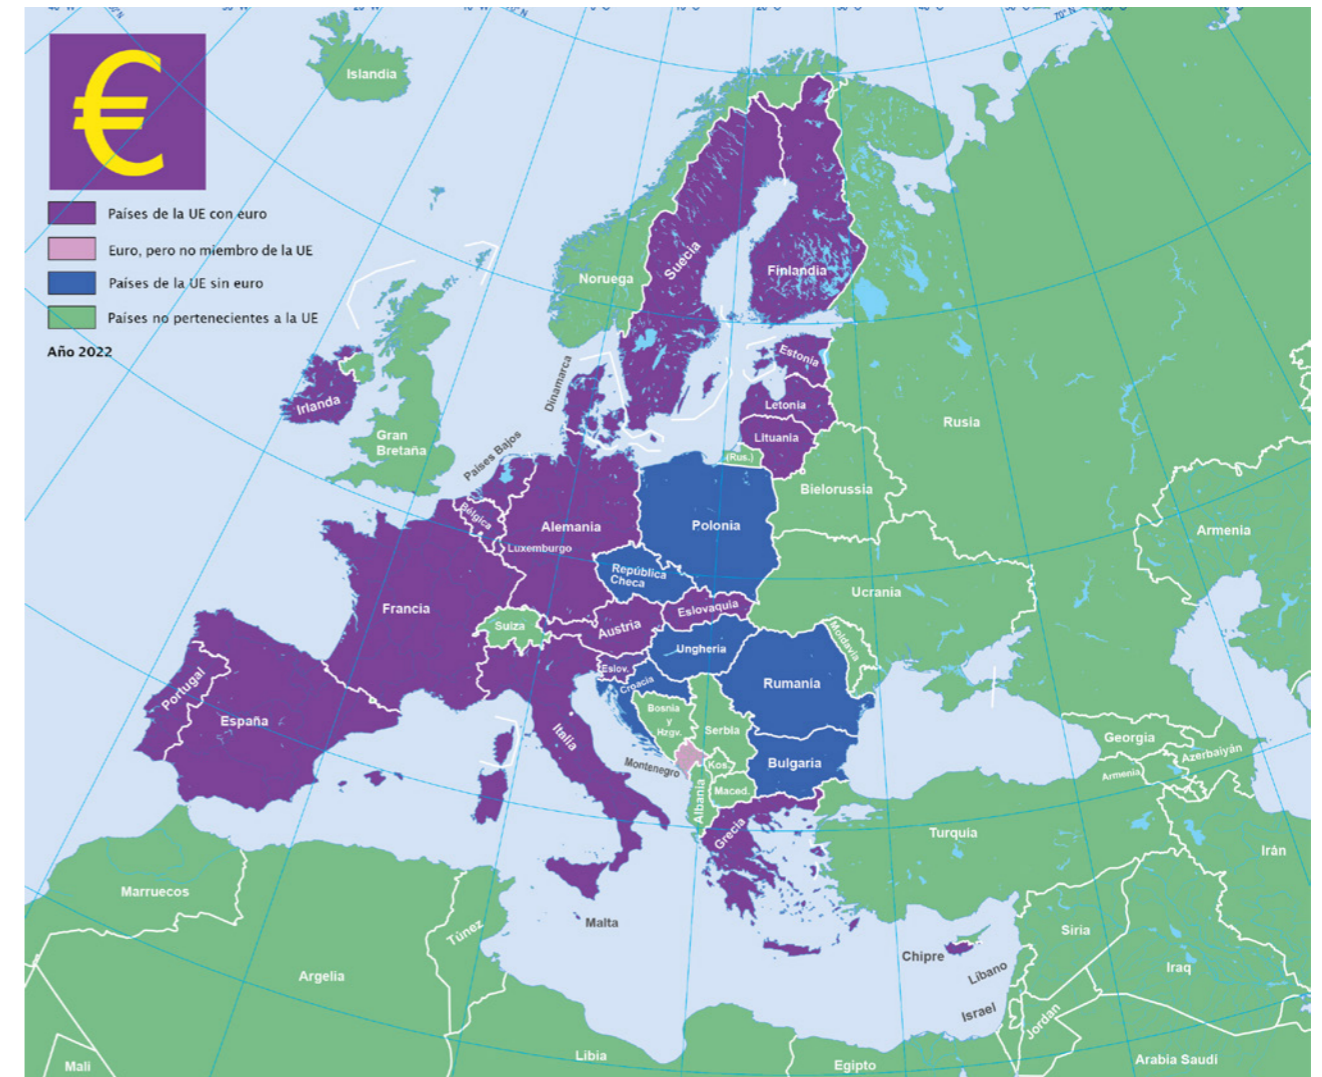 €
Países de la UE con euro
Euro, pero no miembro de la UE
Países de la UE sin euro
Países no pertenecientes a la UE
Año 2022
Islandia
Noruega
Suecia
Finlandia
Estonia
Letonia
Lituania
(Rus.)
Dinamarca
Irlanda
Gran
Bretaña
Países Bajos
Bélgica
Luxemburgo
Alemania
Polonia
Bielorussia
Rusia
Armenia
República
Checa
Ucrania
Francia
Suiza
Austria
Eslovaquia
Ungheria
Moldavia
Eslov.
Croacia
Rumania
Portugal
España
Italia
Bosnia
y
Hzgv.
Serbia
Montenegro
Kos.
Bulgaria
Albania
Maced.
Grecia
Georgia
Azerbaiyán
Armenia
Turquia
Irán
Marruecos
Túnez
Malta
Chipre
Siria
Líbano
Iraq
Israel
Jordan
Argelia
Mali
Libia
Egipto
Arabia Saudi